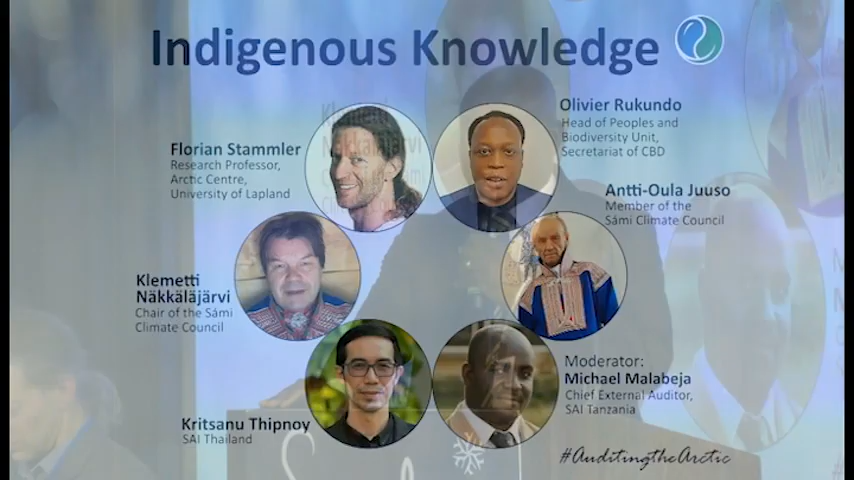 Indigenous Knowledge
Olivier Rukundo
Head of Peoples and
Biodiversity Unit,
Secretariat of CBD
Florian Stammler
Research Professor,
Arctic Centre,
University of Lapland
Antti-Oula Juuso
Member of the
Sámi Climate Council
Klemetti
Näkkäläjärvi
Chair of the Sámi
Climate Council
Moderator:
Michael Malabeja
Chief External Auditor,
SAI Tanzania
Kritsanu Thipnoy
SAI Thailand
#AuditingtheArctic